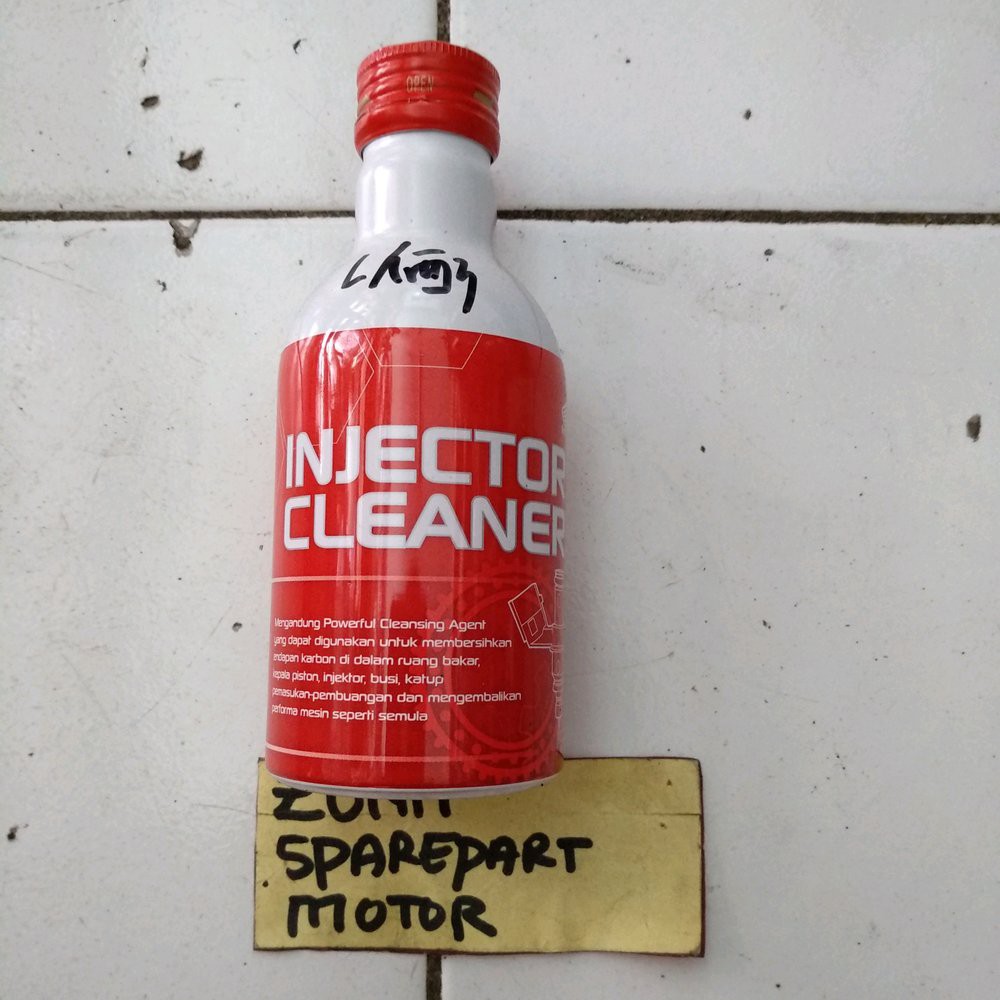 OPEN
INJECTOR
CLEANER
Mengandung Powerful Cleansing Agent
yang dapat digunakan untuk membersihkan
endapan karbon di dalam ruang bakar,
kepala piston, injektor, busi, katup
pemasukan-pembuangan dan mengembalikan
performa mesin seperti semula
SPAREPART
MOTOR